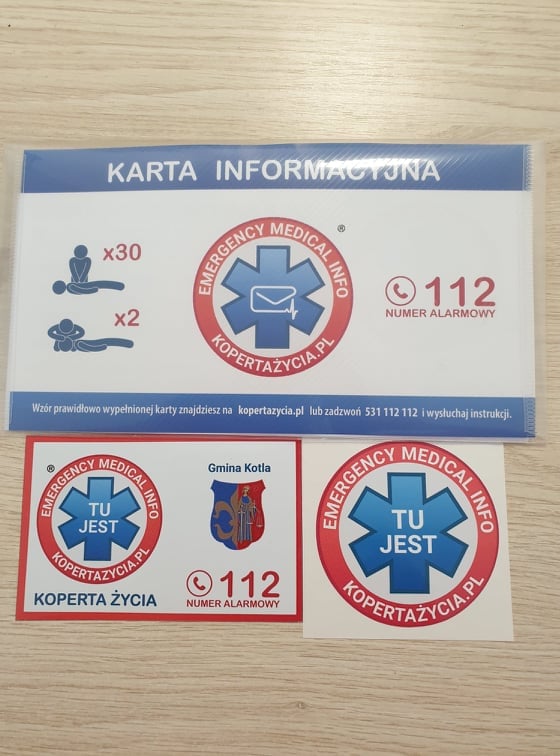 KARTA INFORMACYJNA
x30
x2
EMERGENCY MEDICAL INFO
KOPERTAŻYCIA.PL
®
112
NUMER ALARMOWY
Wzór prawidłowo wypełnionej karty znajdziesz na kopertazycia.pl lub zadzwoń 531 112 112 i wysłuchaj instrukcji.
®
EMERGENCY MEDICAL INFO
TU
JEST
KOPERTAŻYCIA.PL
KOPERTA ŻYCIA
Gmina Kotla
112
NUMER ALARMOWY
EMERGENCY MEDICAL INFO
TU
JEST
KOPERTAŻYCIA.PL